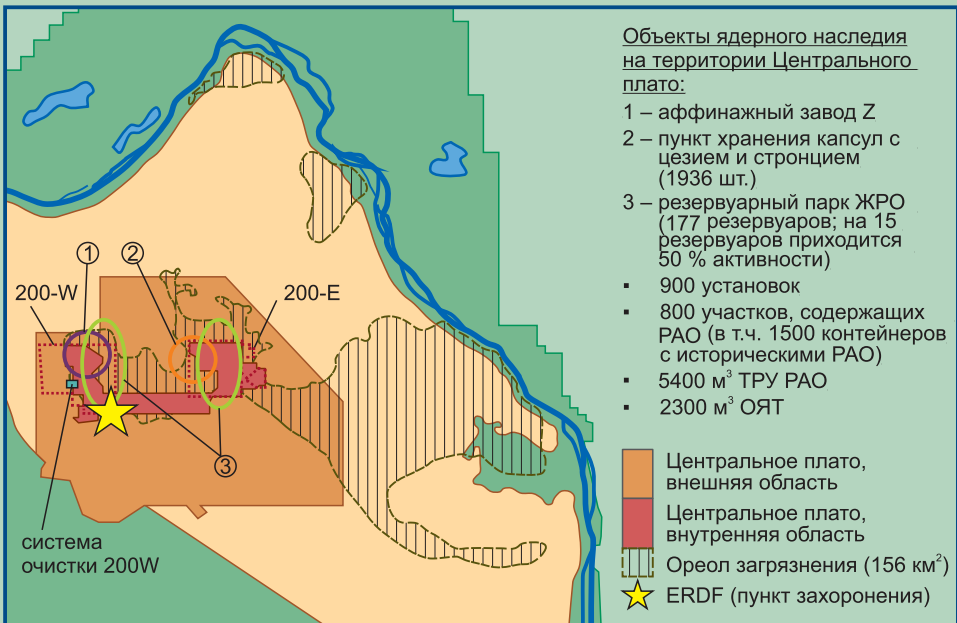 Объекты ядерного наследия
на территории Центрального
плато:
1 – аффинажный завод Z
2 – пункт хранения капсул с
цезием и стронцием
(1936 шт.)
3 – резервуарный парк ЖРО
(177 резервуаров; на 15
резервуаров приходится
50 % активности)
▪ 900 установок
▪ 800 участков, содержащих
РАО (в т.ч. 1500 контейнеров
с историческими РАО)
▪ 5400 м³ ТРУ РАО
▪ 2300 м³ ОЯТ
1
2
200-W
200-E
3
система
очистки 200W
Центральное плато,
внешняя область
Центральное плато,
внутренняя область
Ореол загрязнения (156 км²)
ERDF (пункт захоронения)